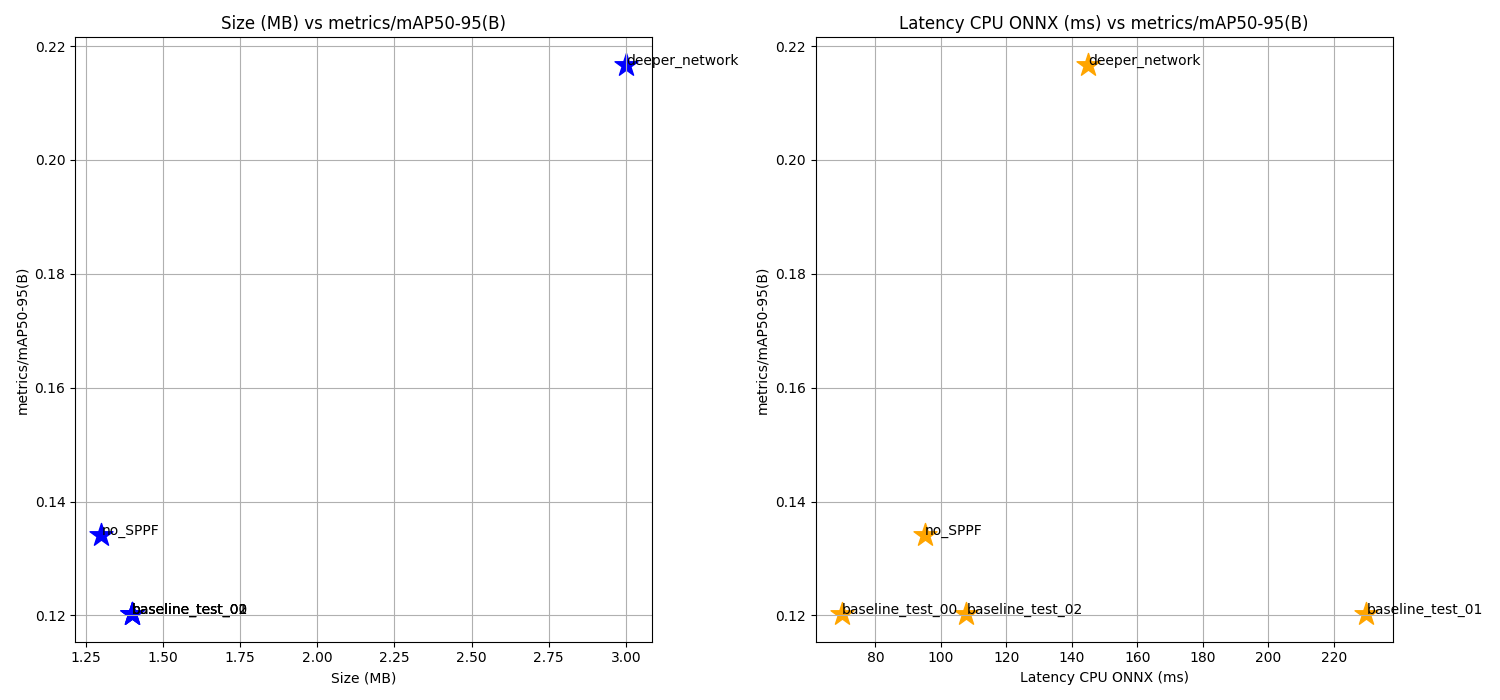 Size (MB) vs metrics/mAP50-95(B)
metrics/mAP50-95(B)
0.22
0.20
0.18
0.16
0.14
0.12
deeper_network
no_SPPF
1.25
1.50
1.75
2.00
2.25
2.50
2.75
3.00
Size (MB)
Latency CPU ONNX (ms) vs metrics/mAP50-95(B)
metrics/mAP50-95(B)
0.22
0.20
0.18
0.16
0.14
0.12
deeper_network
no_SPPF
baseline_test_00
baseline_test_02
baseline_test_01
80
100
120
140
160
180
200
220
Latency CPU ONNX (ms)